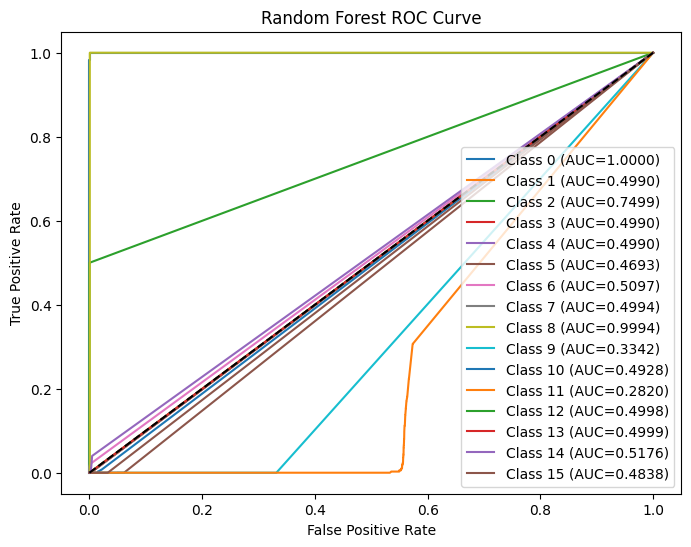 Random Forest ROC Curve
True Positive Rate
1.0
0.8
0.6
0.4
0.2
0.0
Class 0 (AUC=1.0000)
Class 1 (AUC=0.4990)
Class 2 (AUC=0.7499)
Class 3 (AUC=0.4990)
Class 4 (AUC=0.4990)
Class 5 (AUC=0.4693)
Class 6 (AUC=0.5097)
Class 7 (AUC=0.4994)
Class 8 (AUC=0.9994)
Class 9 (AUC=0.3342)
Class 10 (AUC=0.4928)
Class 11 (AUC=0.2820)
Class 12 (AUC=0.4998)
Class 13 (AUC=0.4999)
Class 14 (AUC=0.5176)
Class 15 (AUC=0.4838)
0.0 0.2 0.4 0.6 0.8 1.0
False Positive Rate